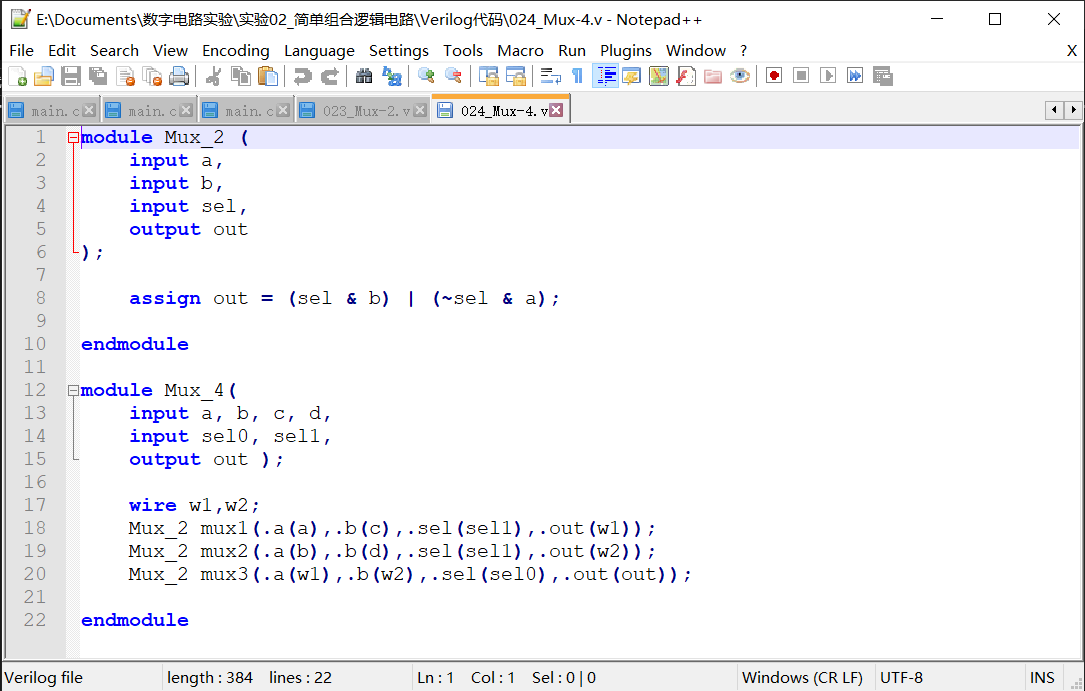 E:\Documents\数字电路实验\实验02_简单组合逻辑电路\Verilog代码\024_Mux-4.v - Notepad++
File Edit Search View Encoding Language Settings Tools Macro Run Plugins Window ? X
main.c main.c main.c 023_Mux-2.v 024_Mux-4.v
1 module Mux_2 (
2 input a,
3 input b,
4 input sel,
5 output out
6 );
7
8 assign out = (sel & b) | (~sel & a);
9
10 endmodule
11
12 module Mux_4(
13 input a, b, c, d,
14 input sel0, sel1,
15 output out );
16
17 wire w1,w2;
18 Mux_2 mux1(.a(a),.b(c),.sel(sel1),.out(w1));
19 Mux_2 mux2(.a(b),.b(d),.sel(sel1),.out(w2));
20 Mux_2 mux3(.a(w1),.b(w2),.sel(sel0),.out(out));
21
22 endmodule
Verilog file length : 384 lines : 22 Ln : 1 Col : 1 Sel : 0 | 0 Windows (CR LF) UTF-8 INS